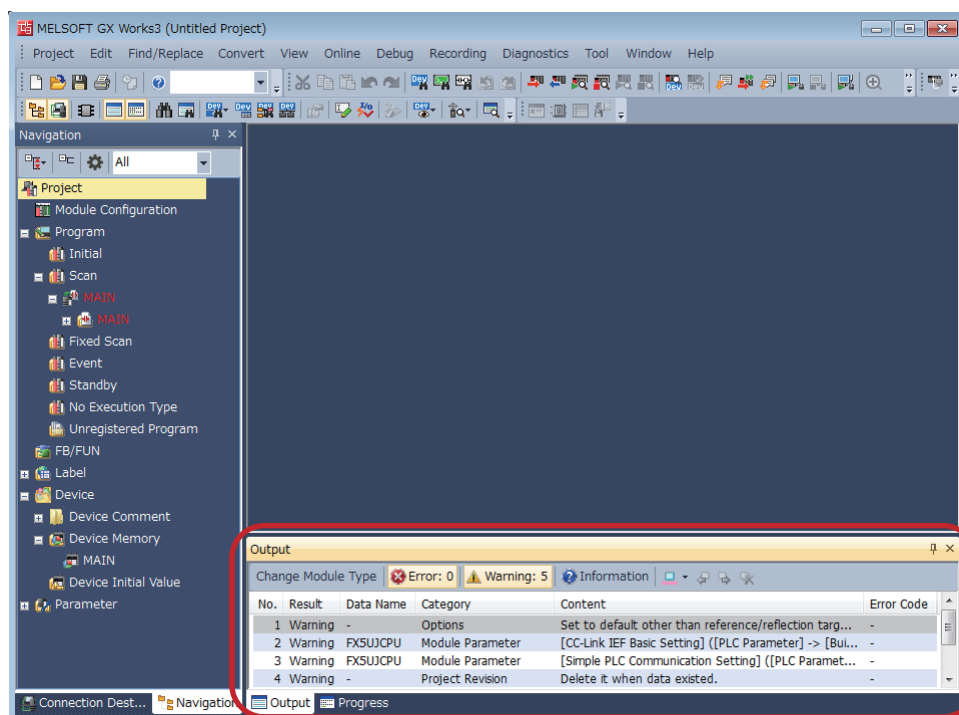 MELSOFT GX Works3 (Untitled Project)
Project Edit Find/Replace Convert View Online Debug Recording Diagnostics Tool Window Help
Navigation
All
Project
Module Configuration
Program
Initial
Scan
MAIN
MAIN
Fixed Scan
Event
Standby
No Execution Type
Unregistered Program
FB/FUN
Label
Device
Device Comment
Device Memory
MAIN
Device Initial Value
Parameter
Connection Dest... Navigation
Output
Change Module Type Error: 0 Warning: 5 Information
No. Result Data Name Category Content Error Code
1 Warning - Options Set to default other than reference/reflection targ... -
2 Warning FX5UJCPU Module Parameter [CC-Link IEF Basic Setting] ([PLC Parameter] -> [Bui... -
3 Warning FX5UJCPU Module Parameter [Simple PLC Communication Setting] ([PLC Paramet... -
4 Warning - Project Revision Delete it when data existed. -
Output Progress